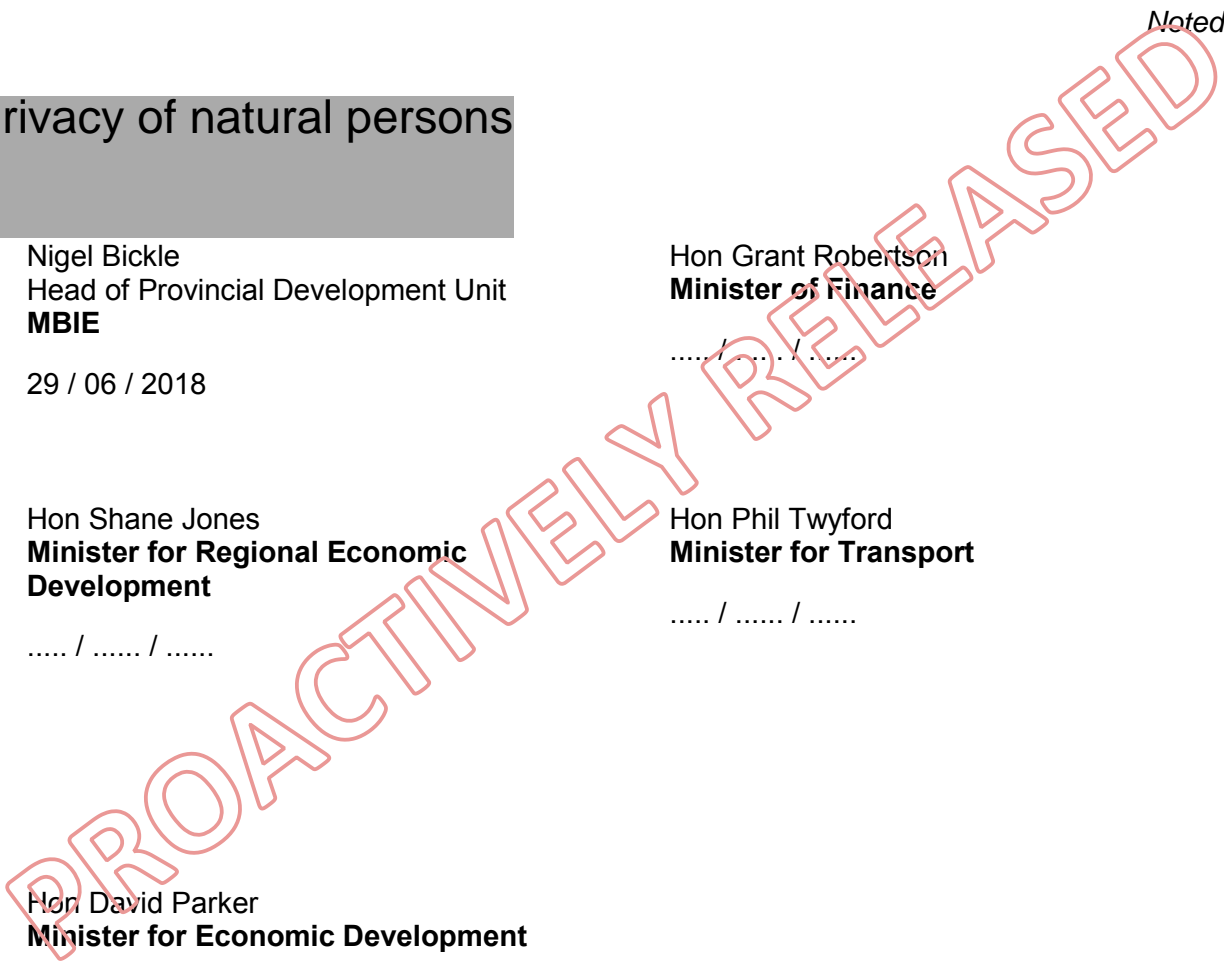 Noted
rivacy of natural persons
Nigel Bickle
Head of Provincial Development Unit
MBIE
29 / 06 / 2018
Hon Grant Robertson
Minister of Finance
..... / ...... / ......
Hon Shane Jones
Minister for Regional Economic
Development
..... / ...... / ......
Hon Phil Twyford
Minister for Transport
..... / ...... / ......
Hon David Parker
Minister for Economic Development
PROACTIVELY RELEASED